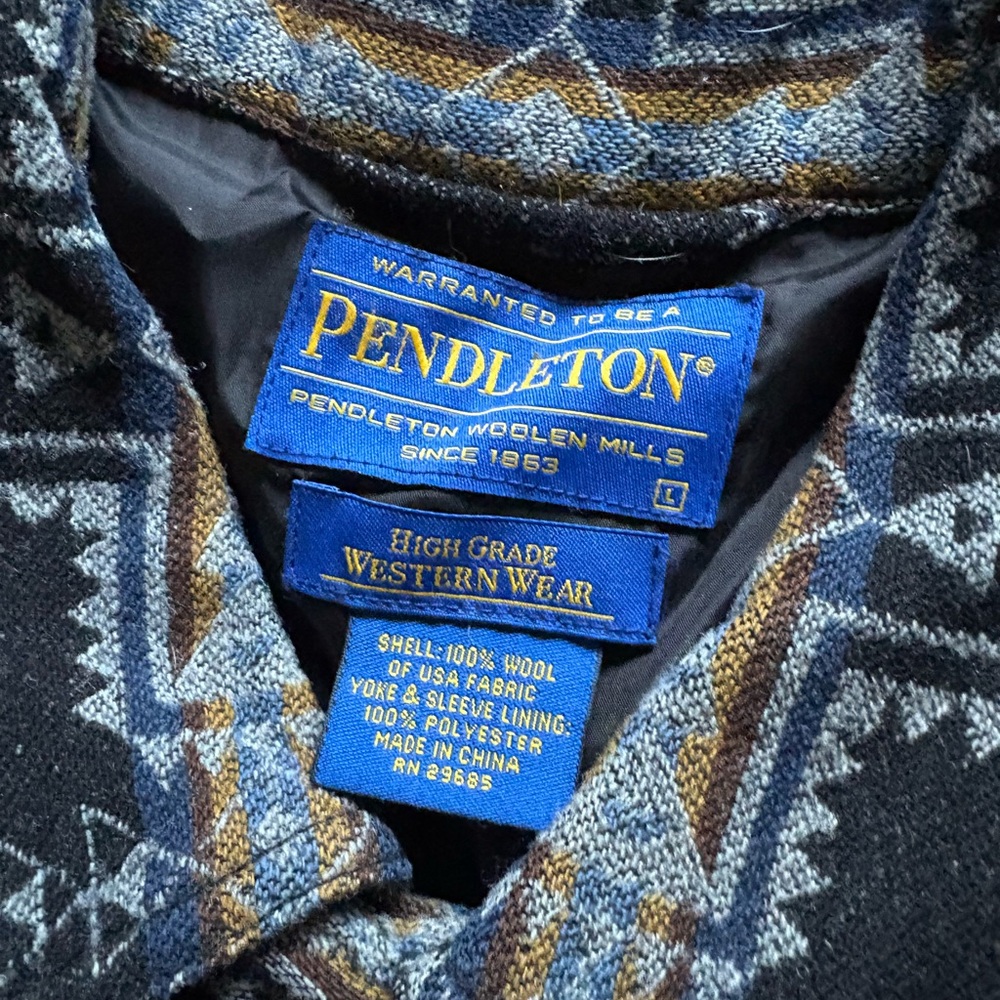 WARRANTED TO BE A
PENDLETON®
PENDLETON WOOLEN MILLS
SINCE 1863
L
HIGH GRADE
WESTERN WEAR
SHELL: 100% WOOL
OF USA FABRIC
YOKE & SLEEVE LINING:
100% POLYESTER
MADE IN CHINA
RN 29685